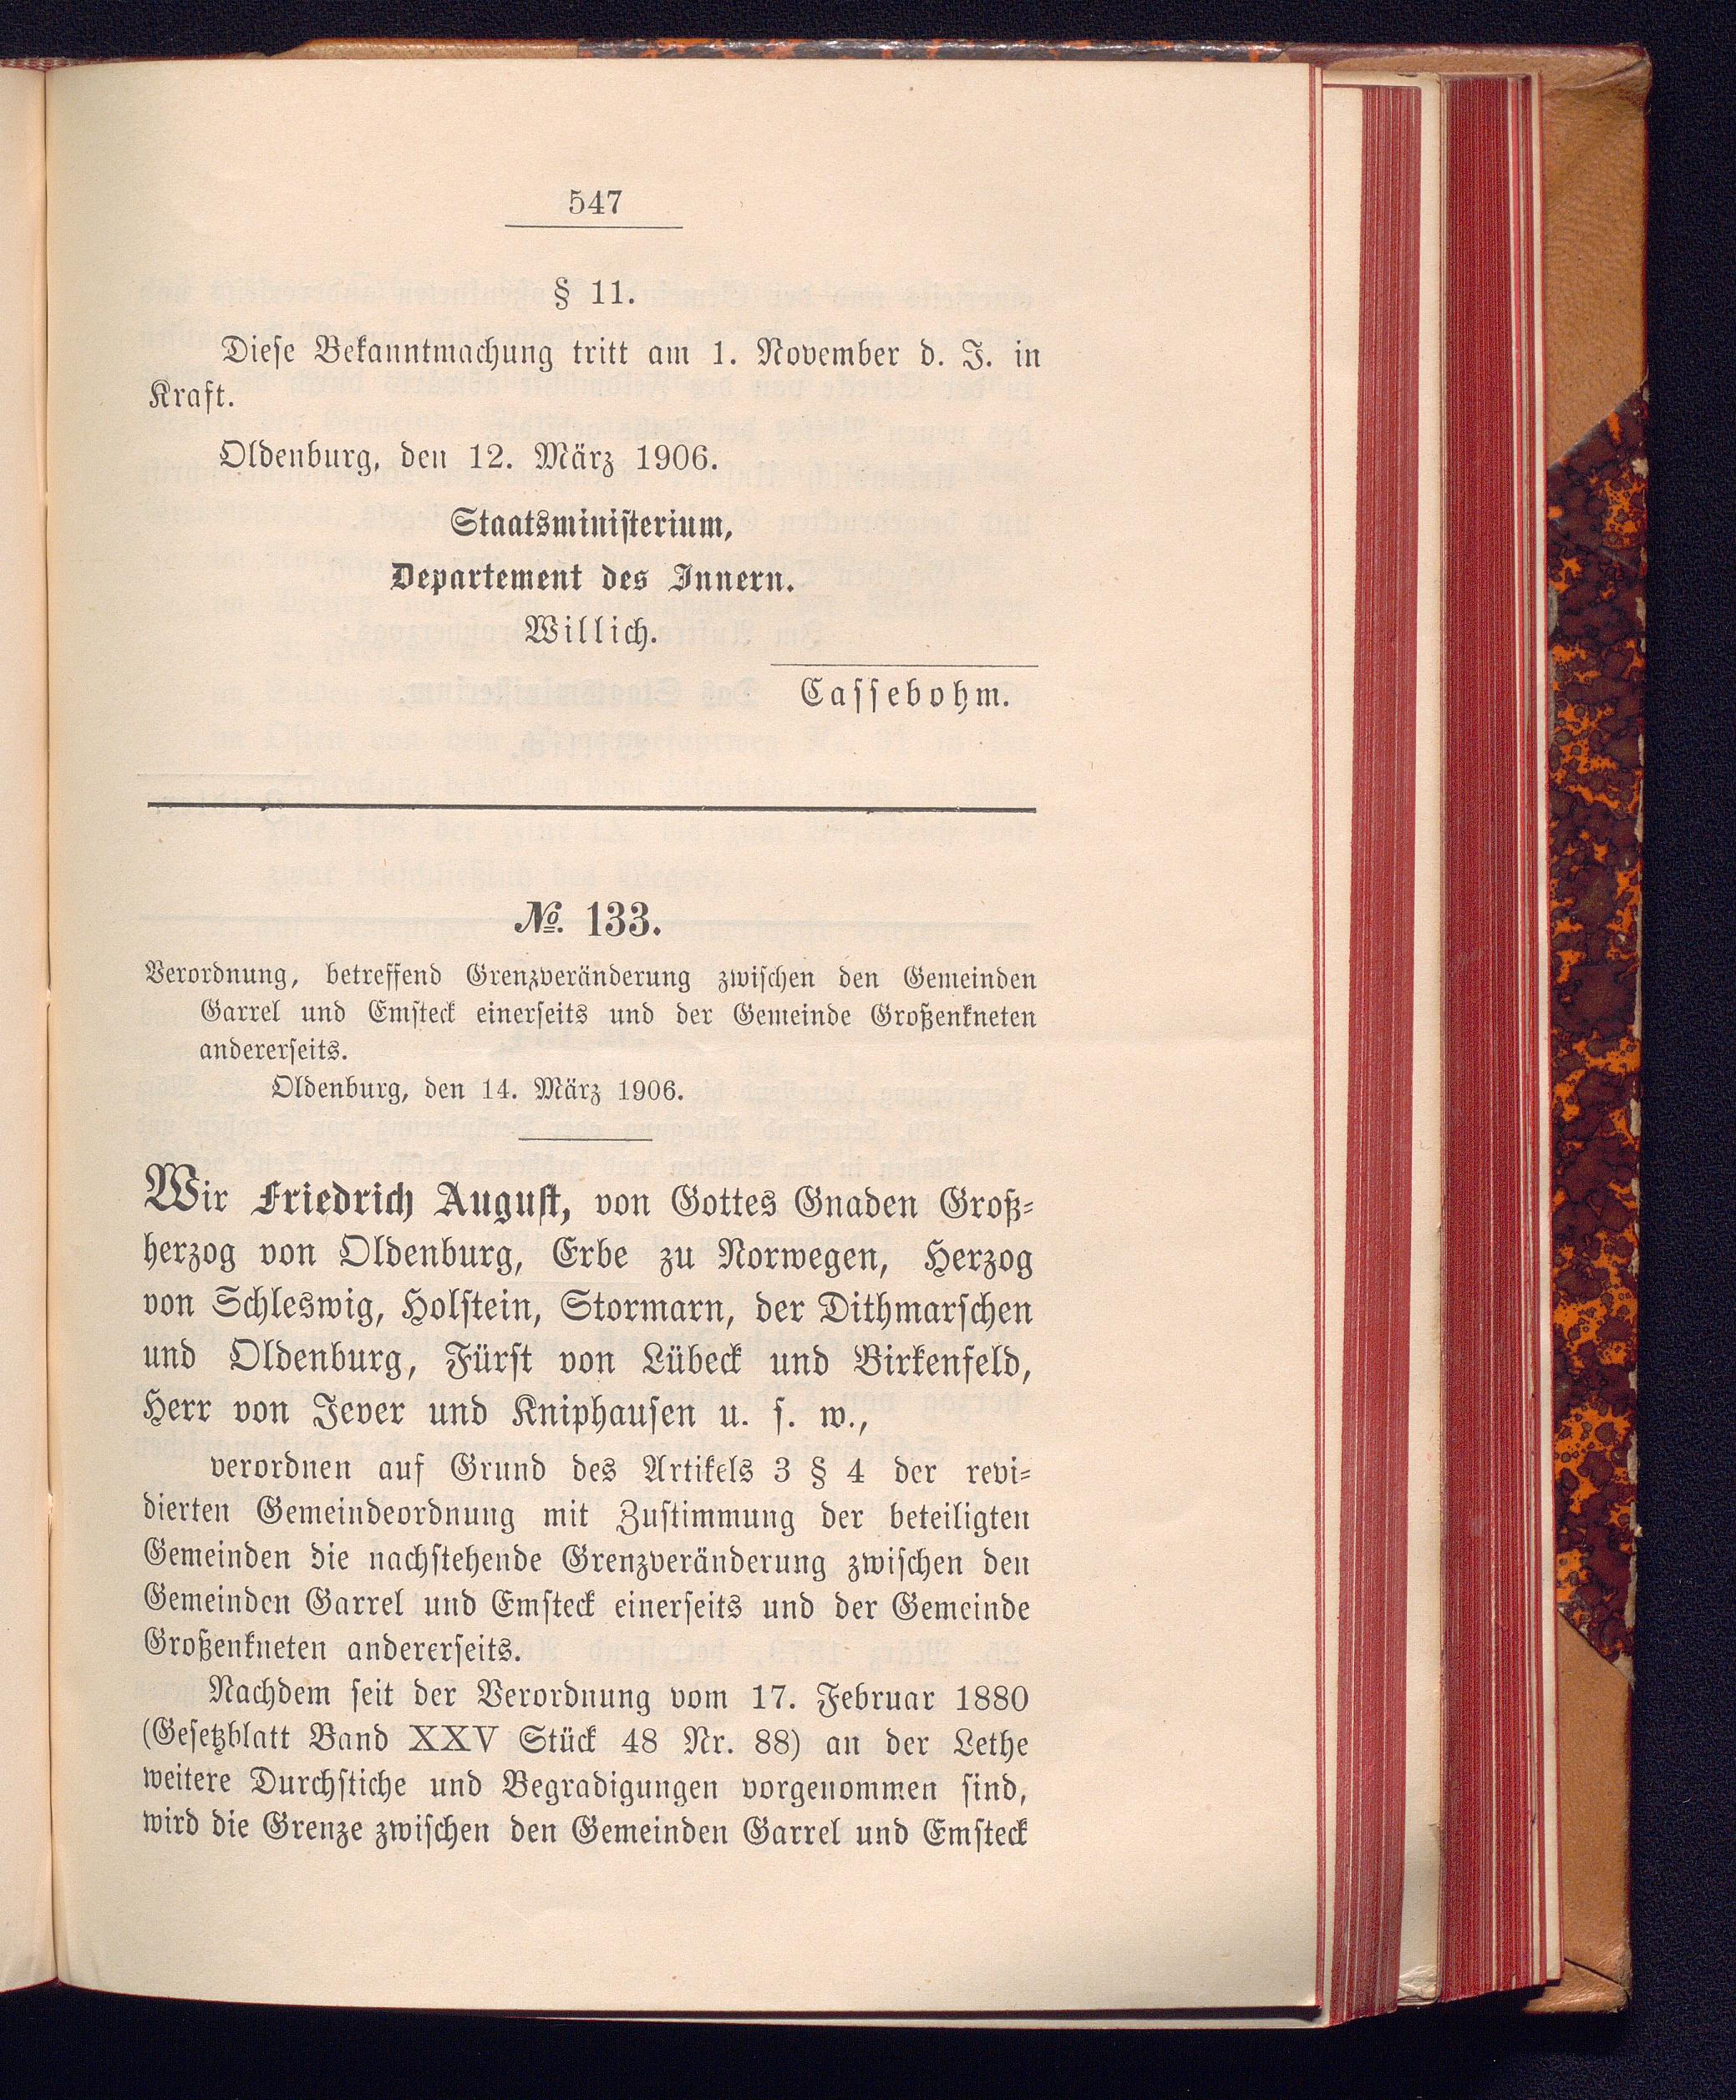 547
§ 11.
Diese Bekanntmachung tritt am 1. November d. J. in
Kraft.
Oldenburg, den 12. März 1906.
Staatsministerium,
Departement des Innern.
Willich.
Cassebohm.
No. 133.
Verordnung, betreffend Grenzveränderung zwischen den Gemeinden
Garrel und Emsteck einerseits und der Gemeinde Großenkneten
andererseits.
Oldenburg, den 14. März 1906.
Wir Friedrich August, von Gottes Gnaden Groß-
herzog von Oldenburg, Erbe zu Norwegen, Herzog
von Schleswig, Holstein, Stormarn, der Dithmarschen
und Oldenburg, Fürst von Lübeck und Birkenfeld,
Herr von Jever und Kniphausen u. s. w.,
verordnen auf Grund des Artikels 3 § 4 der revi-
dierten Gemeindeordnung mit Zustimmung der beteiligten
Gemeinden die nachstehende Grenzveränderung zwischen den
Gemeinden Garrel und Emsteck einerseits und der Gemeinde
Großenkneten andererseits.
Nachdem seit der Verordnung vom 17. Februar 1880
(Gesetzblatt Band XXV Stück 48 Nr. 88) an der Lethe
weitere Durchstiche und Begradigungen vorgenommen sind,
wird die Grenze zwischen den Gemeinden Garrel und Emsteck